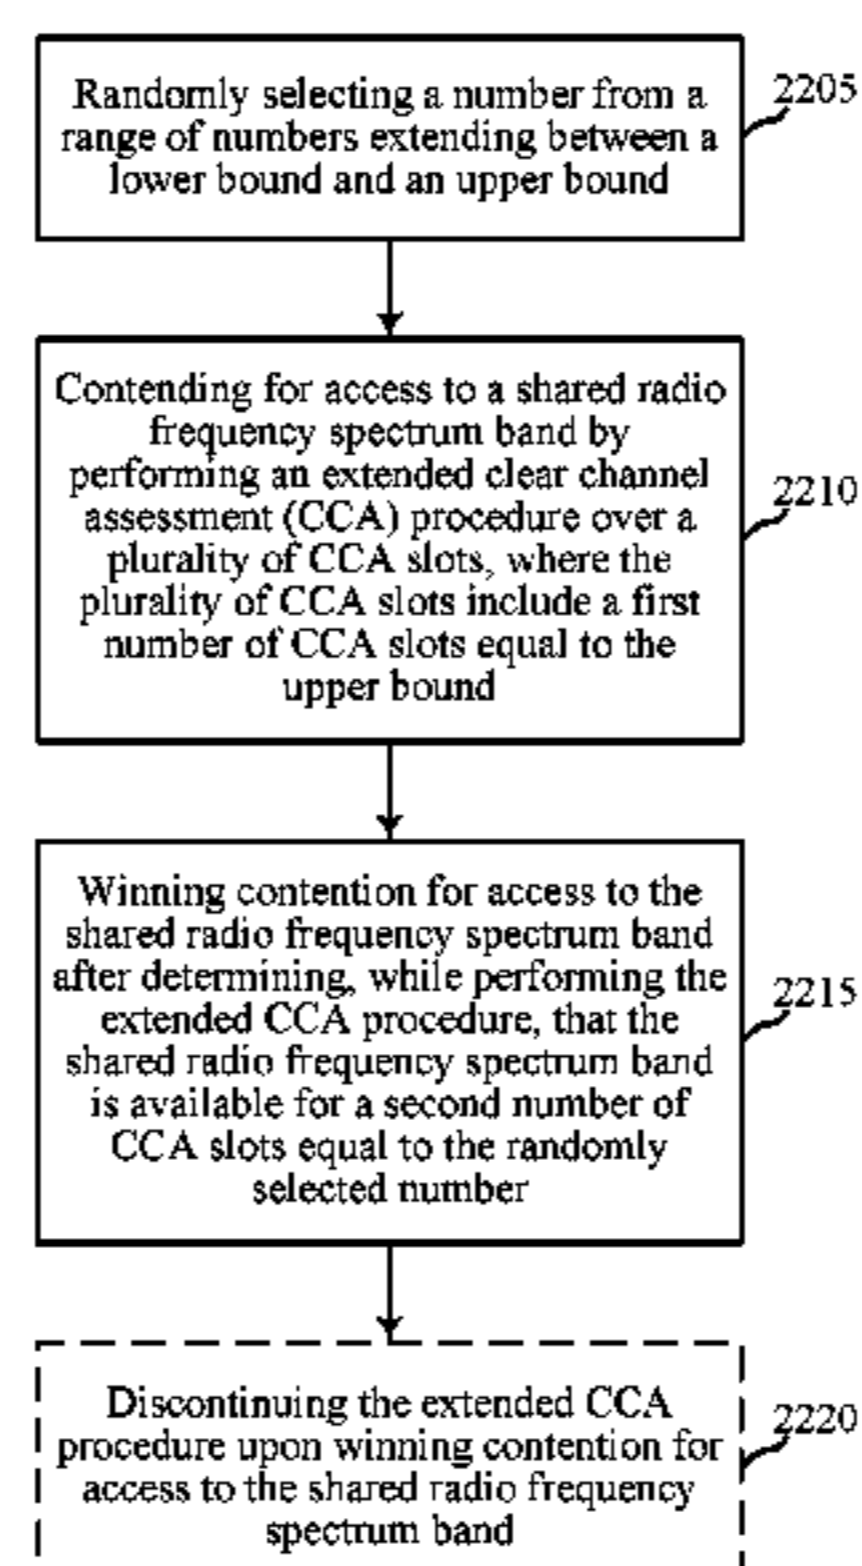 Randomly selecting a number from a
range of numbers extending between a
lower bound and an upper bound
2205
Contending for access to a shared radio
frequency spectrum band by
performing an extended clear channel
assessment (CCA) procedure over a
plurality of CCA slots, where the
plurality of CCA slots include a first
number of CCA slots equal to the
upper bound
2210
Winning contention for access to the
shared radio frequency spectrum band
after determining, while performing the
extended CCA procedure, that the
shared radio frequency spectrum band
is available for a second number of
CCA slots equal to the randomly
selected number
2215
Discontinuing the extended CCA
procedure upon winning contention for
access to the shared radio frequency
spectrum band
2220